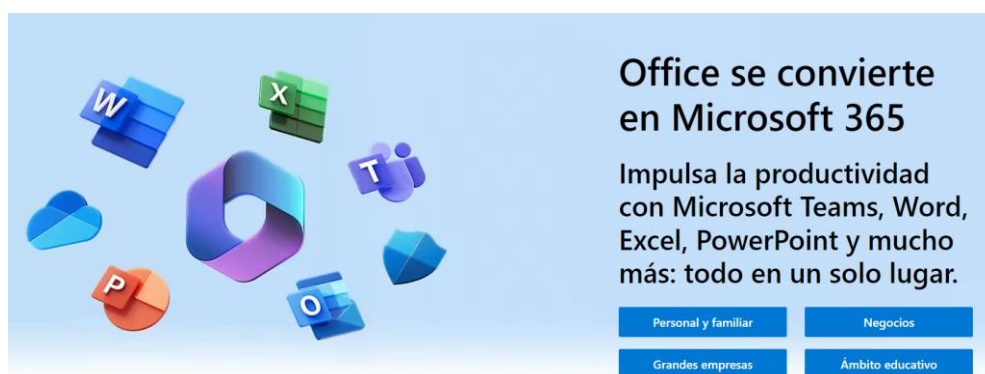 W
X
T
P
O
Office se convierte
en Microsoft 365
Impulsa la productividad
con Microsoft Teams, Word,
Excel, PowerPoint y mucho
más: todo en un solo lugar.
Personal y familiar
Negocios
Grandes empresas
Ámbito educativo